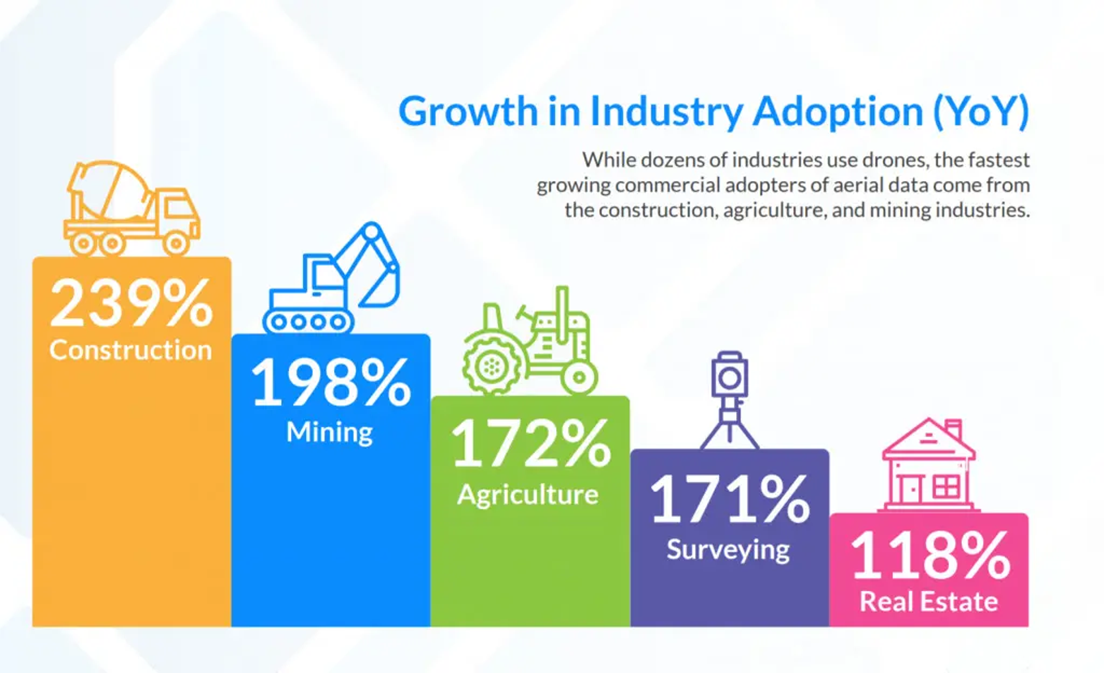 Growth in Industry Adoption (YoY)
While dozens of industries use drones, the fastest
growing commercial adopters of aerial data come from
the construction, agriculture, and mining industries.
239%
Construction
198%
Mining
172%
Agriculture
171%
Surveying
118%
Real Estate